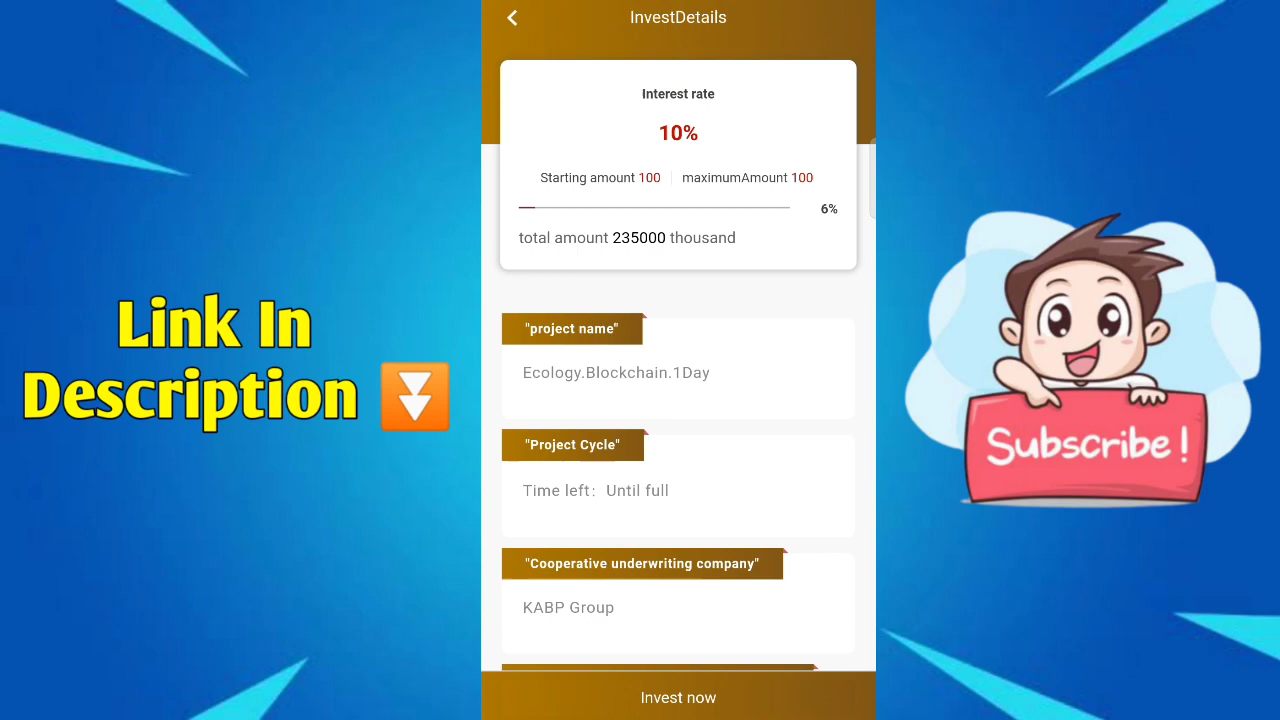 InvestDetails
Interest rate
10%
Starting amount 100 maximumAmount 100
6%
total amount 235000 thousand
"project name"
Ecology.Blockchain.1Day
"Project Cycle"
Time left: Until full
"Cooperative underwriting company"
KABP Group
Invest now
Link In
Description
Subscribe!